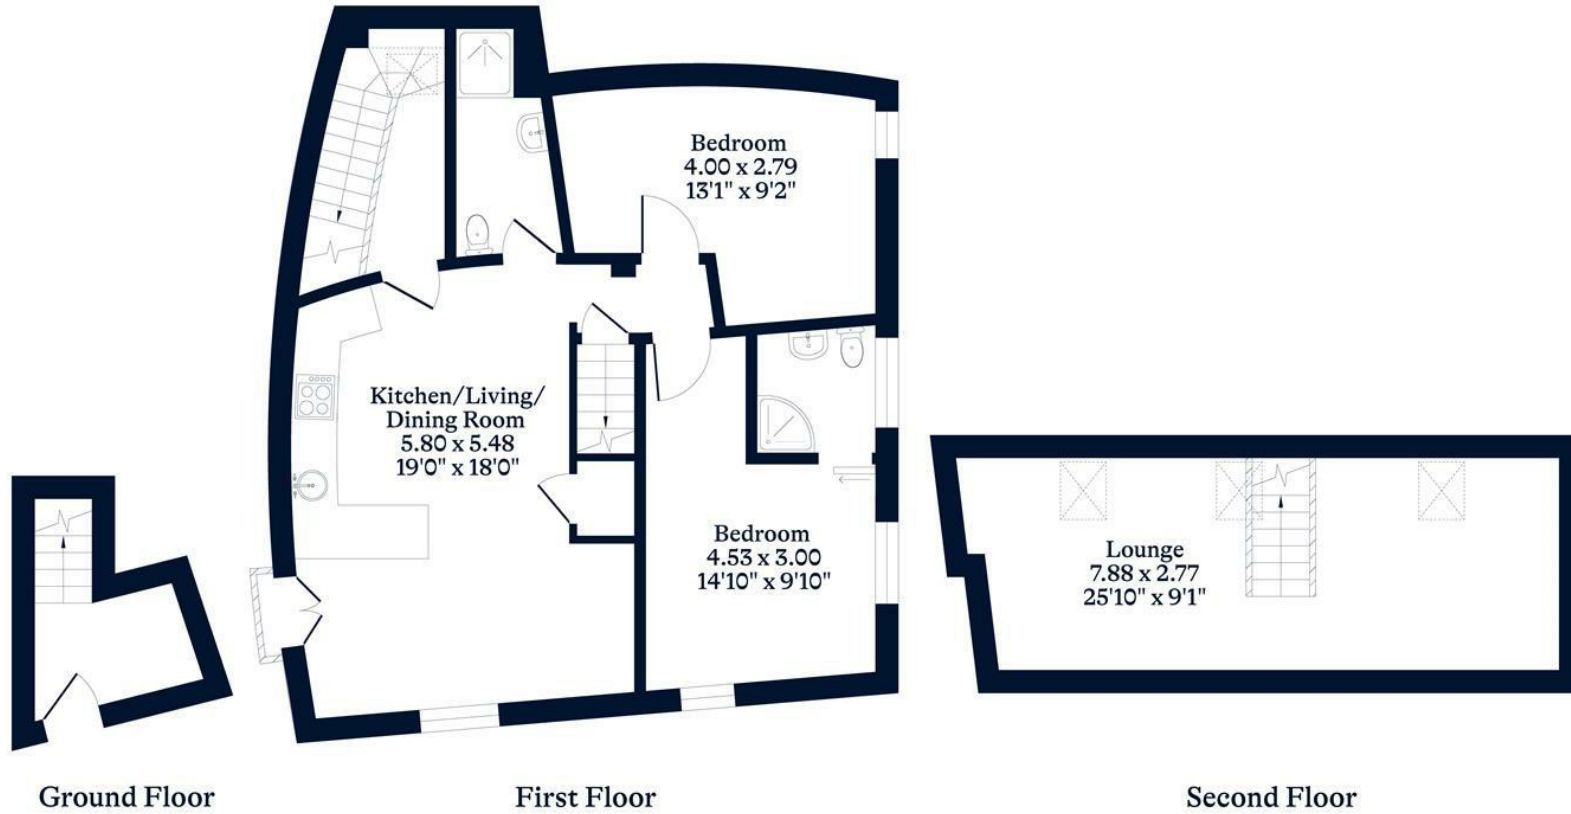 Bedroom
4.00 x 2.79
13'1" x 9'2"
Kitchen/Living/
Dining Room
5.80 x 5.48
19'0" x 18'0"
Bedroom
4.53 x 3.00
14'10" x 9'10"
Lounge
7.88 x 2.77
25'10" x 9'1"
Ground Floor
First Floor
Second Floor